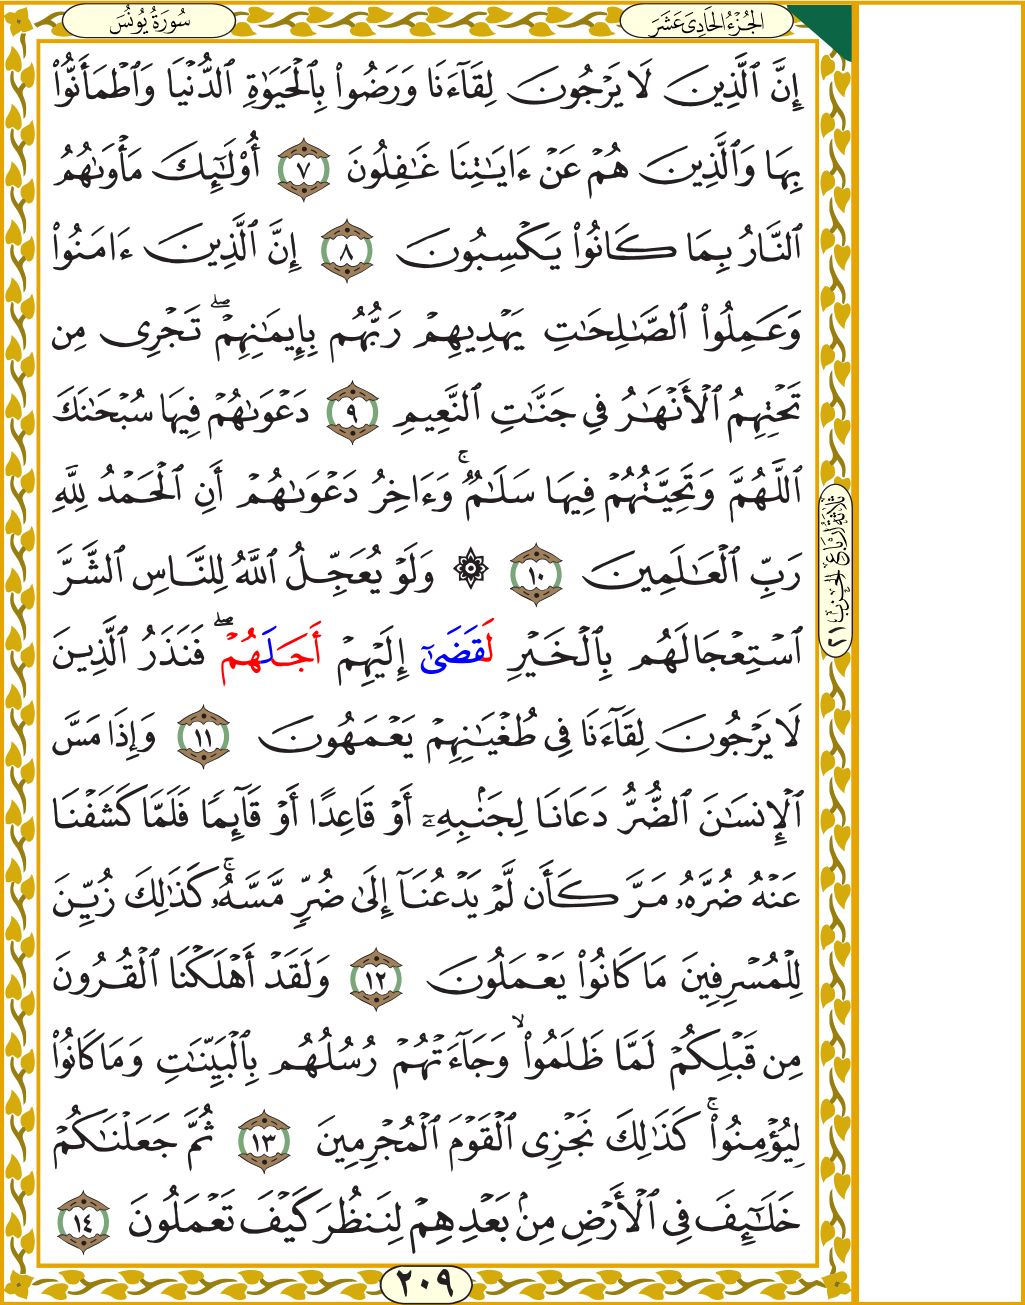 سُورَةُ يُونُسَ
الجُزْءُ الحَادِىَ عَشَرَ
إِنَّ ٱلَّذِينَ لَا يَرْجُونَ لِقَآءَنَا وَرَضُوا۟ بِٱلْحَيَوٰةِ ٱلدُّنْيَا وَٱطْمَأَنُّوا۟
بِهَا وَٱلَّذِينَ هُمْ عَنْ ءَايَـٰتِنَا غَـٰفِلُونَ ٧ أُو۟لَـٰٓئِكَ مَأْوَىٰهُمُ
ٱلنَّارُ بِمَا كَانُوا۟ يَكْسِبُونَ ٨ إِنَّ ٱلَّذِينَ ءَامَنُوا۟
وَعَمِلُوا۟ ٱلصَّـٰلِحَـٰتِ يَهْدِيهِمْ رَبُّهُم بِإِيمَـٰنِهِمْ ۖ تَجْرِى مِن
تَحْتِهِمُ ٱلْأَنْهَـٰرُ فِى جَنَّـٰتِ ٱلنَّعِيمِ ٩ دَعْوَىٰهُمْ فِيهَا سُبْحَـٰنَكَ
ٱللَّهُمَّ وَتَحِيَّتُهُمْ فِيهَا سَلَـٰمٌ ۚ وَءَاخِرُ دَعْوَىٰهُمْ أَنِ ٱلْحَمْدُ لِلَّهِ
رَبِّ ٱلْعَـٰلَمِينَ ١٠ ۞ وَلَوْ يُعَجِّلُ ٱللَّهُ لِلنَّاسِ ٱلشَّرَّ
ٱسْتِعْجَالَهُم بِٱلْخَيْرِ لَقَضَىٰٓ إِلَيْهِمْ أَجَلَهُمْ ۖ فَنَذَرُ ٱلَّذِينَ
لَا يَرْجُونَ لِقَآءَنَا فِى طُغْيَـٰنِهِمْ يَعْمَهُونَ ١١ وَإِذَا مَسَّ
ٱلْإِنسَـٰنَ ٱلضُّرُّ دَعَانَا لِجَنۢبِهِۦٓ أَوْ قَاعِدًا أَوْ قَآئِمًا فَلَمَّا كَشَفْنَا
عَنْهُ ضُرَّهُۥ مَرَّ كَأَن لَّمْ يَدْعُنَآ إِلَىٰ ضُرٍّ مَّسَّهُۥ ۚ كَذَٰلِكَ زُيِّنَ
لِلْمُسْرِفِينَ مَا كَانُوا۟ يَعْمَلُونَ ١٢ وَلَقَدْ أَهْلَكْنَا ٱلْقُرُونَ
مِن قَبْلِكُمْ لَمَّا ظَلَمُوا۟ ۙ وَجَآءَتْهُمْ رُسُلُهُم بِٱلْبَيِّنَـٰتِ وَمَا كَانُوا۟
لِيُؤْمِنُوا۟ ۚ كَذَٰلِكَ نَجْزِى ٱلْقَوْمَ ٱلْمُجْرِمِينَ ١٣ ثُمَّ جَعَلْنَـٰكُمْ
خَلَـٰٓئِفَ فِى ٱلْأَرْضِ مِنۢ بَعْدِهِمْ لِنَنظُرَ كَيْفَ تَعْمَلُونَ ١٤
ثَلَاثَةُ أَرْبَاعِ الحِزْبِ ٢١
٢٠٩